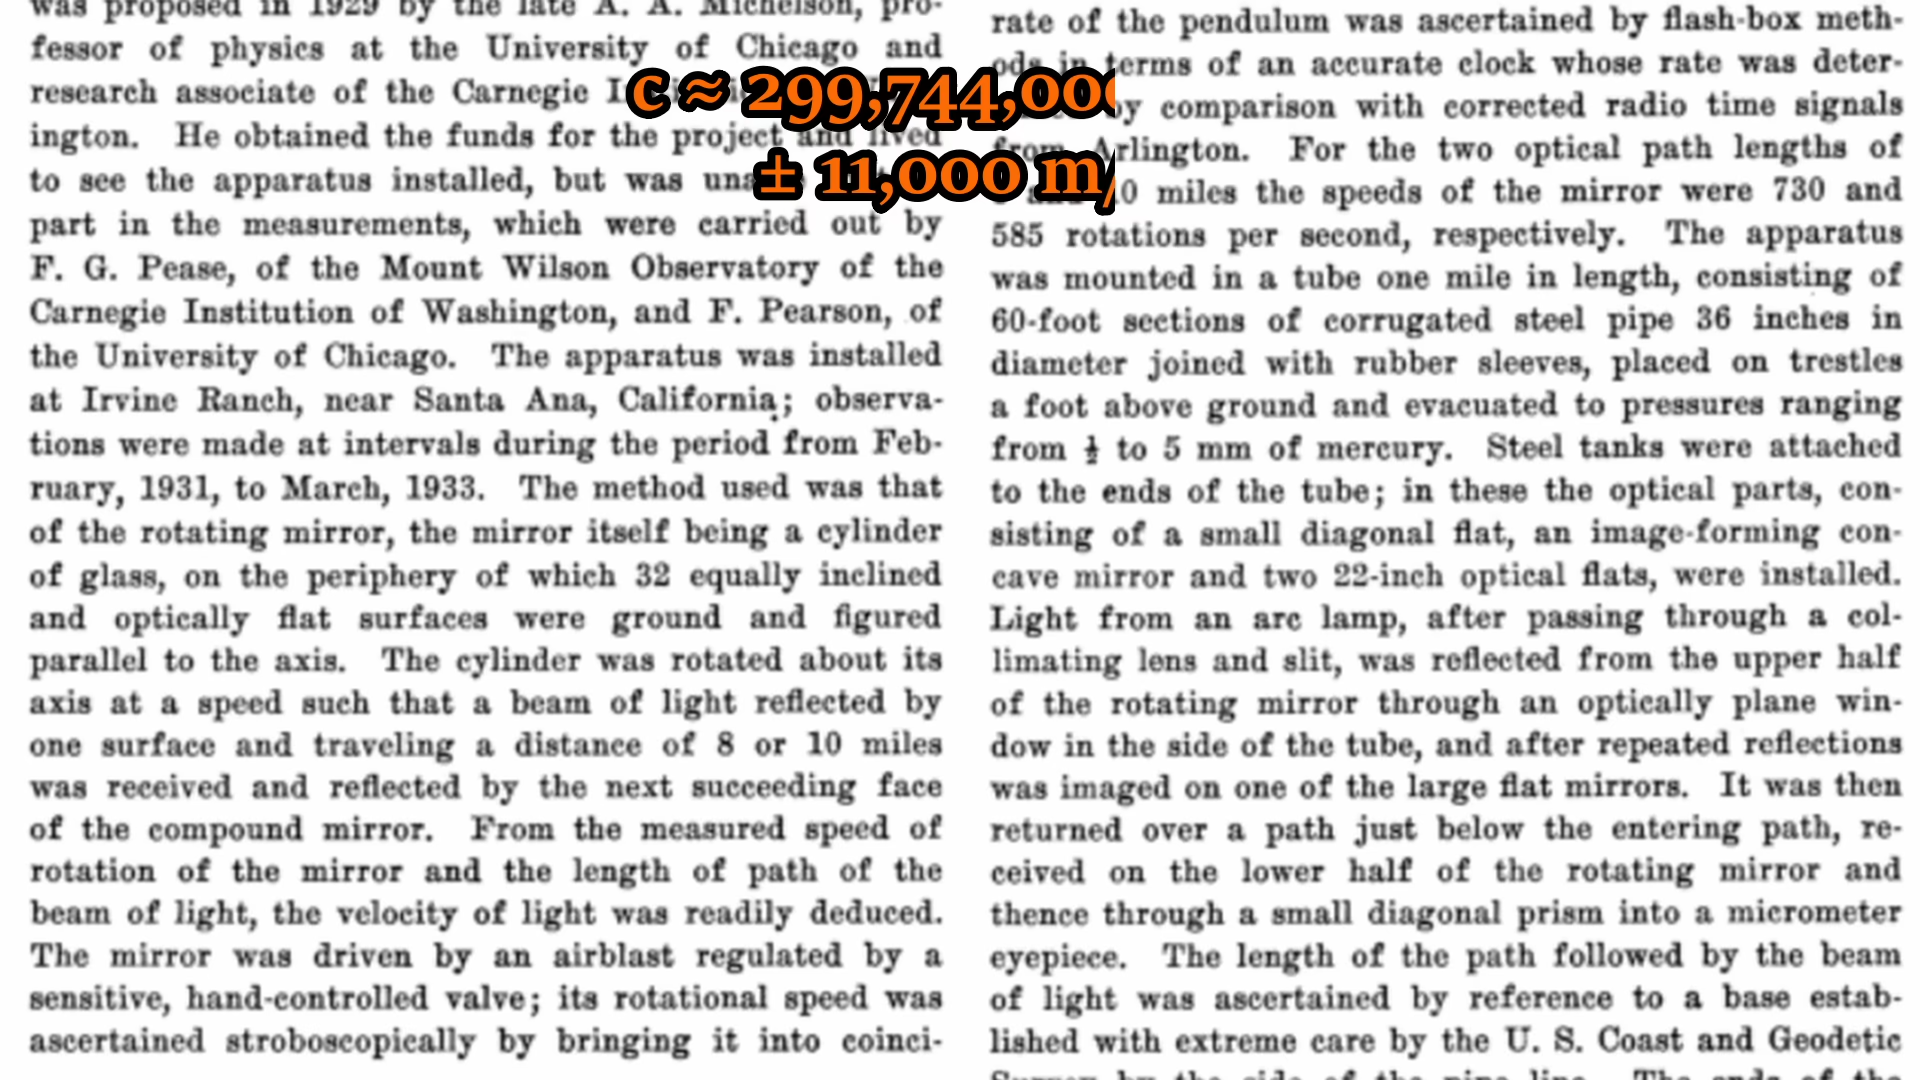 was proposed in 1929 by the late A. A. Michelson, pro-
fessor of physics at the University of Chicago and
research associate of the Carnegie
ington. He obtained the funds for the project and lived
to see the apparatus installed, but was
part in the measurements, which were carried out by
F. G. Pease, of the Mount Wilson Observatory of the
Carnegie Institution of Washington, and F. Pearson, of
the University of Chicago. The apparatus was installed
at Irvine Ranch, near Santa Ana, California; observa-
tions were made at intervals during the period from Feb-
ruary, 1931, to March, 1933. The method used was that
of the rotating mirror, the mirror itself being a cylinder
of glass, on the periphery of which 32 equally inclined
and optically flat surfaces were ground and figured
parallel to the axis. The cylinder was rotated about its
axis at a speed such that a beam of light reflected by
one surface and traveling a distance of 8 or 10 miles
was received and reflected by the next succeeding face
of the compound mirror. From the measured speed of
rotation of the mirror and the length of path of the
beam of light, the velocity of light was readily deduced.
The mirror was driven by an airblast regulated by a
sensitive, hand-controlled valve; its rotational speed was
ascertained stroboscopically by bringing it into coinci-
c ≈ 299,744,000
± 11,000 m/
rate of the pendulum was ascertained by flash-box meth-
ods in terms of an accurate clock whose rate was deter-
by comparison with corrected radio time signals
from Arlington. For the two optical path lengths of
miles the speeds of the mirror were 730 and
585 rotations per second, respectively. The apparatus
was mounted in a tube one mile in length, consisting of
60-foot sections of corrugated steel pipe 36 inches in
diameter joined with rubber sleeves, placed on trestles
a foot above ground and evacuated to pressures ranging
from ½ to 5 mm of mercury. Steel tanks were attached
to the ends of the tube; in these the optical parts, con-
sisting of a small diagonal flat, an image-forming con-
cave mirror and two 22-inch optical flats, were installed.
Light from an arc lamp, after passing through a col-
limating lens and slit, was reflected from the upper half
of the rotating mirror through an optically plane win-
dow in the side of the tube, and after repeated reflections
was imaged on one of the large flat mirrors. It was then
returned over a path just below the entering path, re-
ceived on the lower half of the rotating mirror and
thence through a small diagonal prism into a micrometer
eyepiece. The length of the path followed by the beam
of light was ascertained by reference to a base estab-
lished with extreme care by the U. S. Coast and Geodetic
Survey by the side of the pipe line. The ends of the